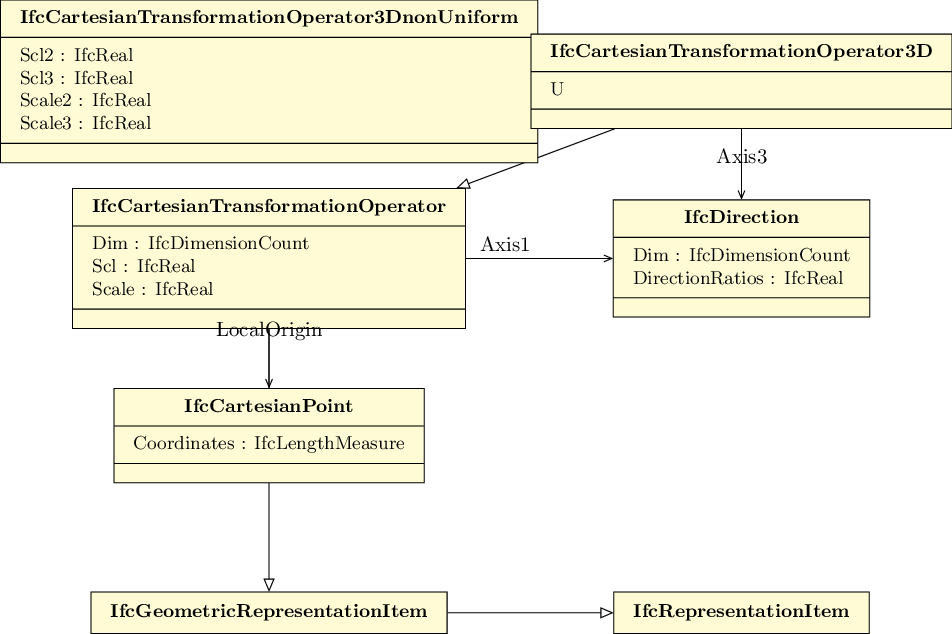 IfcCartesianTransformationOperator3DnonUniform
Scl2 : IfcReal
Scl3 : IfcReal
Scale2 : IfcReal
Scale3 : IfcReal
IfcCartesianTransformationOperator3D
U
Axis3
IfcCartesianTransformationOperator
Dim : IfcDimensionCount
Scl : IfcReal
Scale : IfcReal
Axis1
IfcDirection
Dim : IfcDimensionCount
DirectionRatios : IfcReal
LocalOrigin
IfcCartesianPoint
Coordinates : IfcLengthMeasure
IfcGeometricRepresentationItem
IfcRepresentationItem